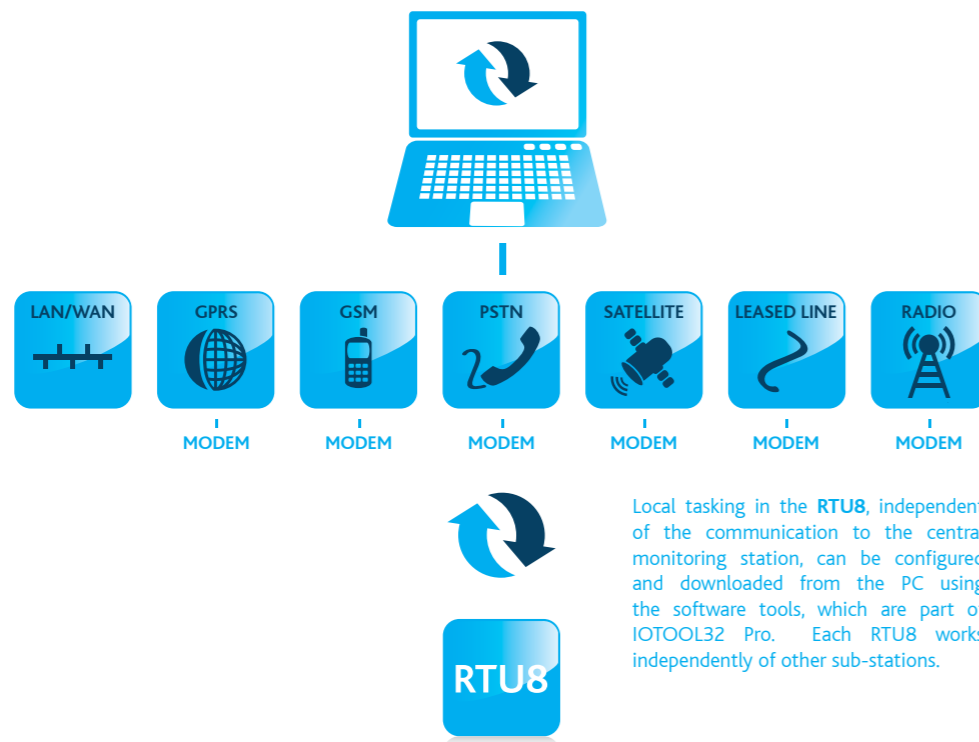 LAN/WAN GPRS GSM PSTN SATELLITE LEASED LINE RADIO
MODEM MODEM MODEM MODEM MODEM MODEM
Local tasking in the RTU8, independent
of the communication to the central
monitoring station, can be configured
and downloaded from the PC using
the software tools, which are part of
IOTOOL32 Pro. Each RTU8 works
independently of other sub-stations.
RTU8